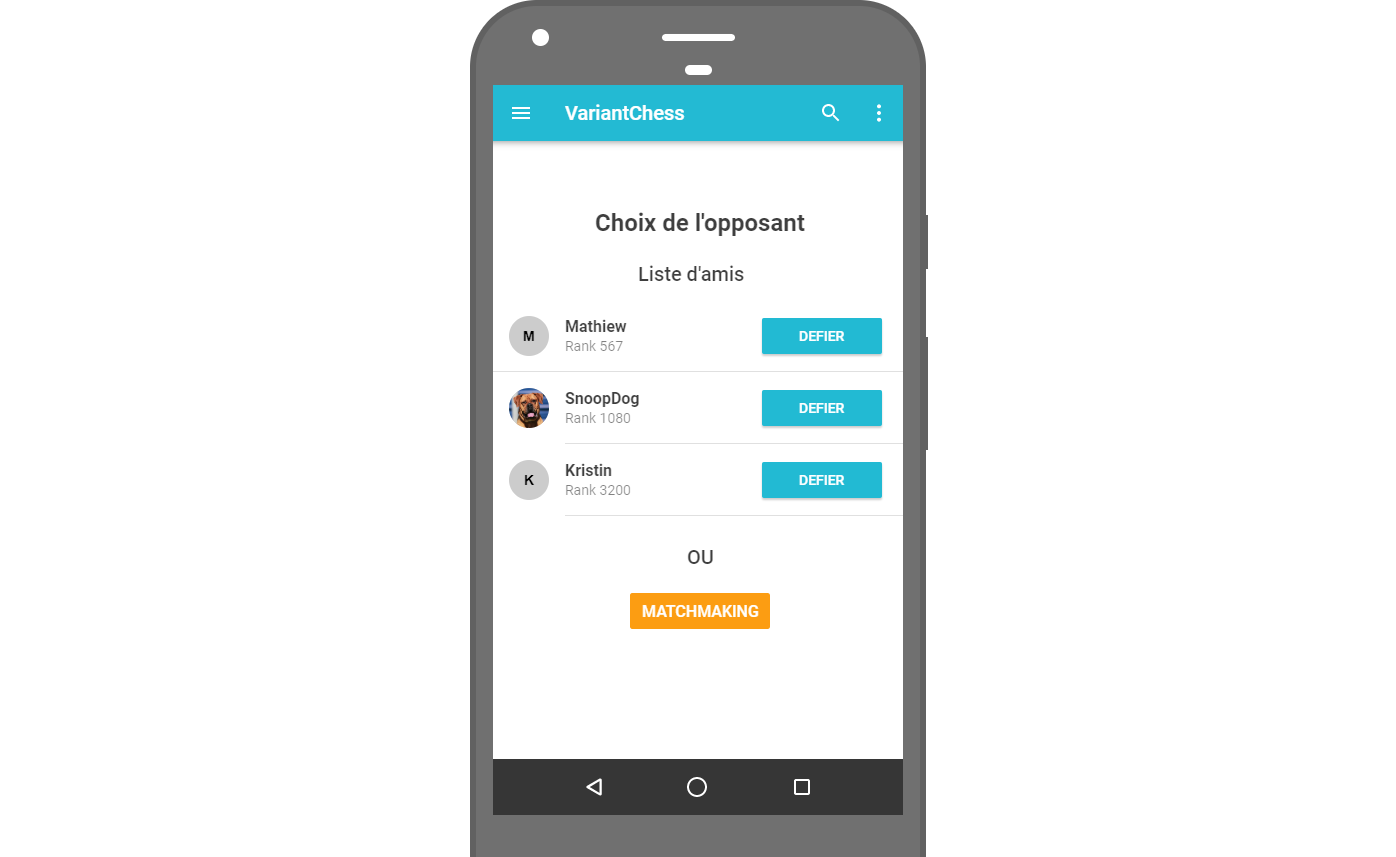 VariantChess
Choix de l'opposant
Liste d'amis
M
Mathiew
Rank 567
DEFIER
SnoopDog
Rank 1080
DEFIER
K
Kristin
Rank 3200
DEFIER
OU
MATCHMAKING